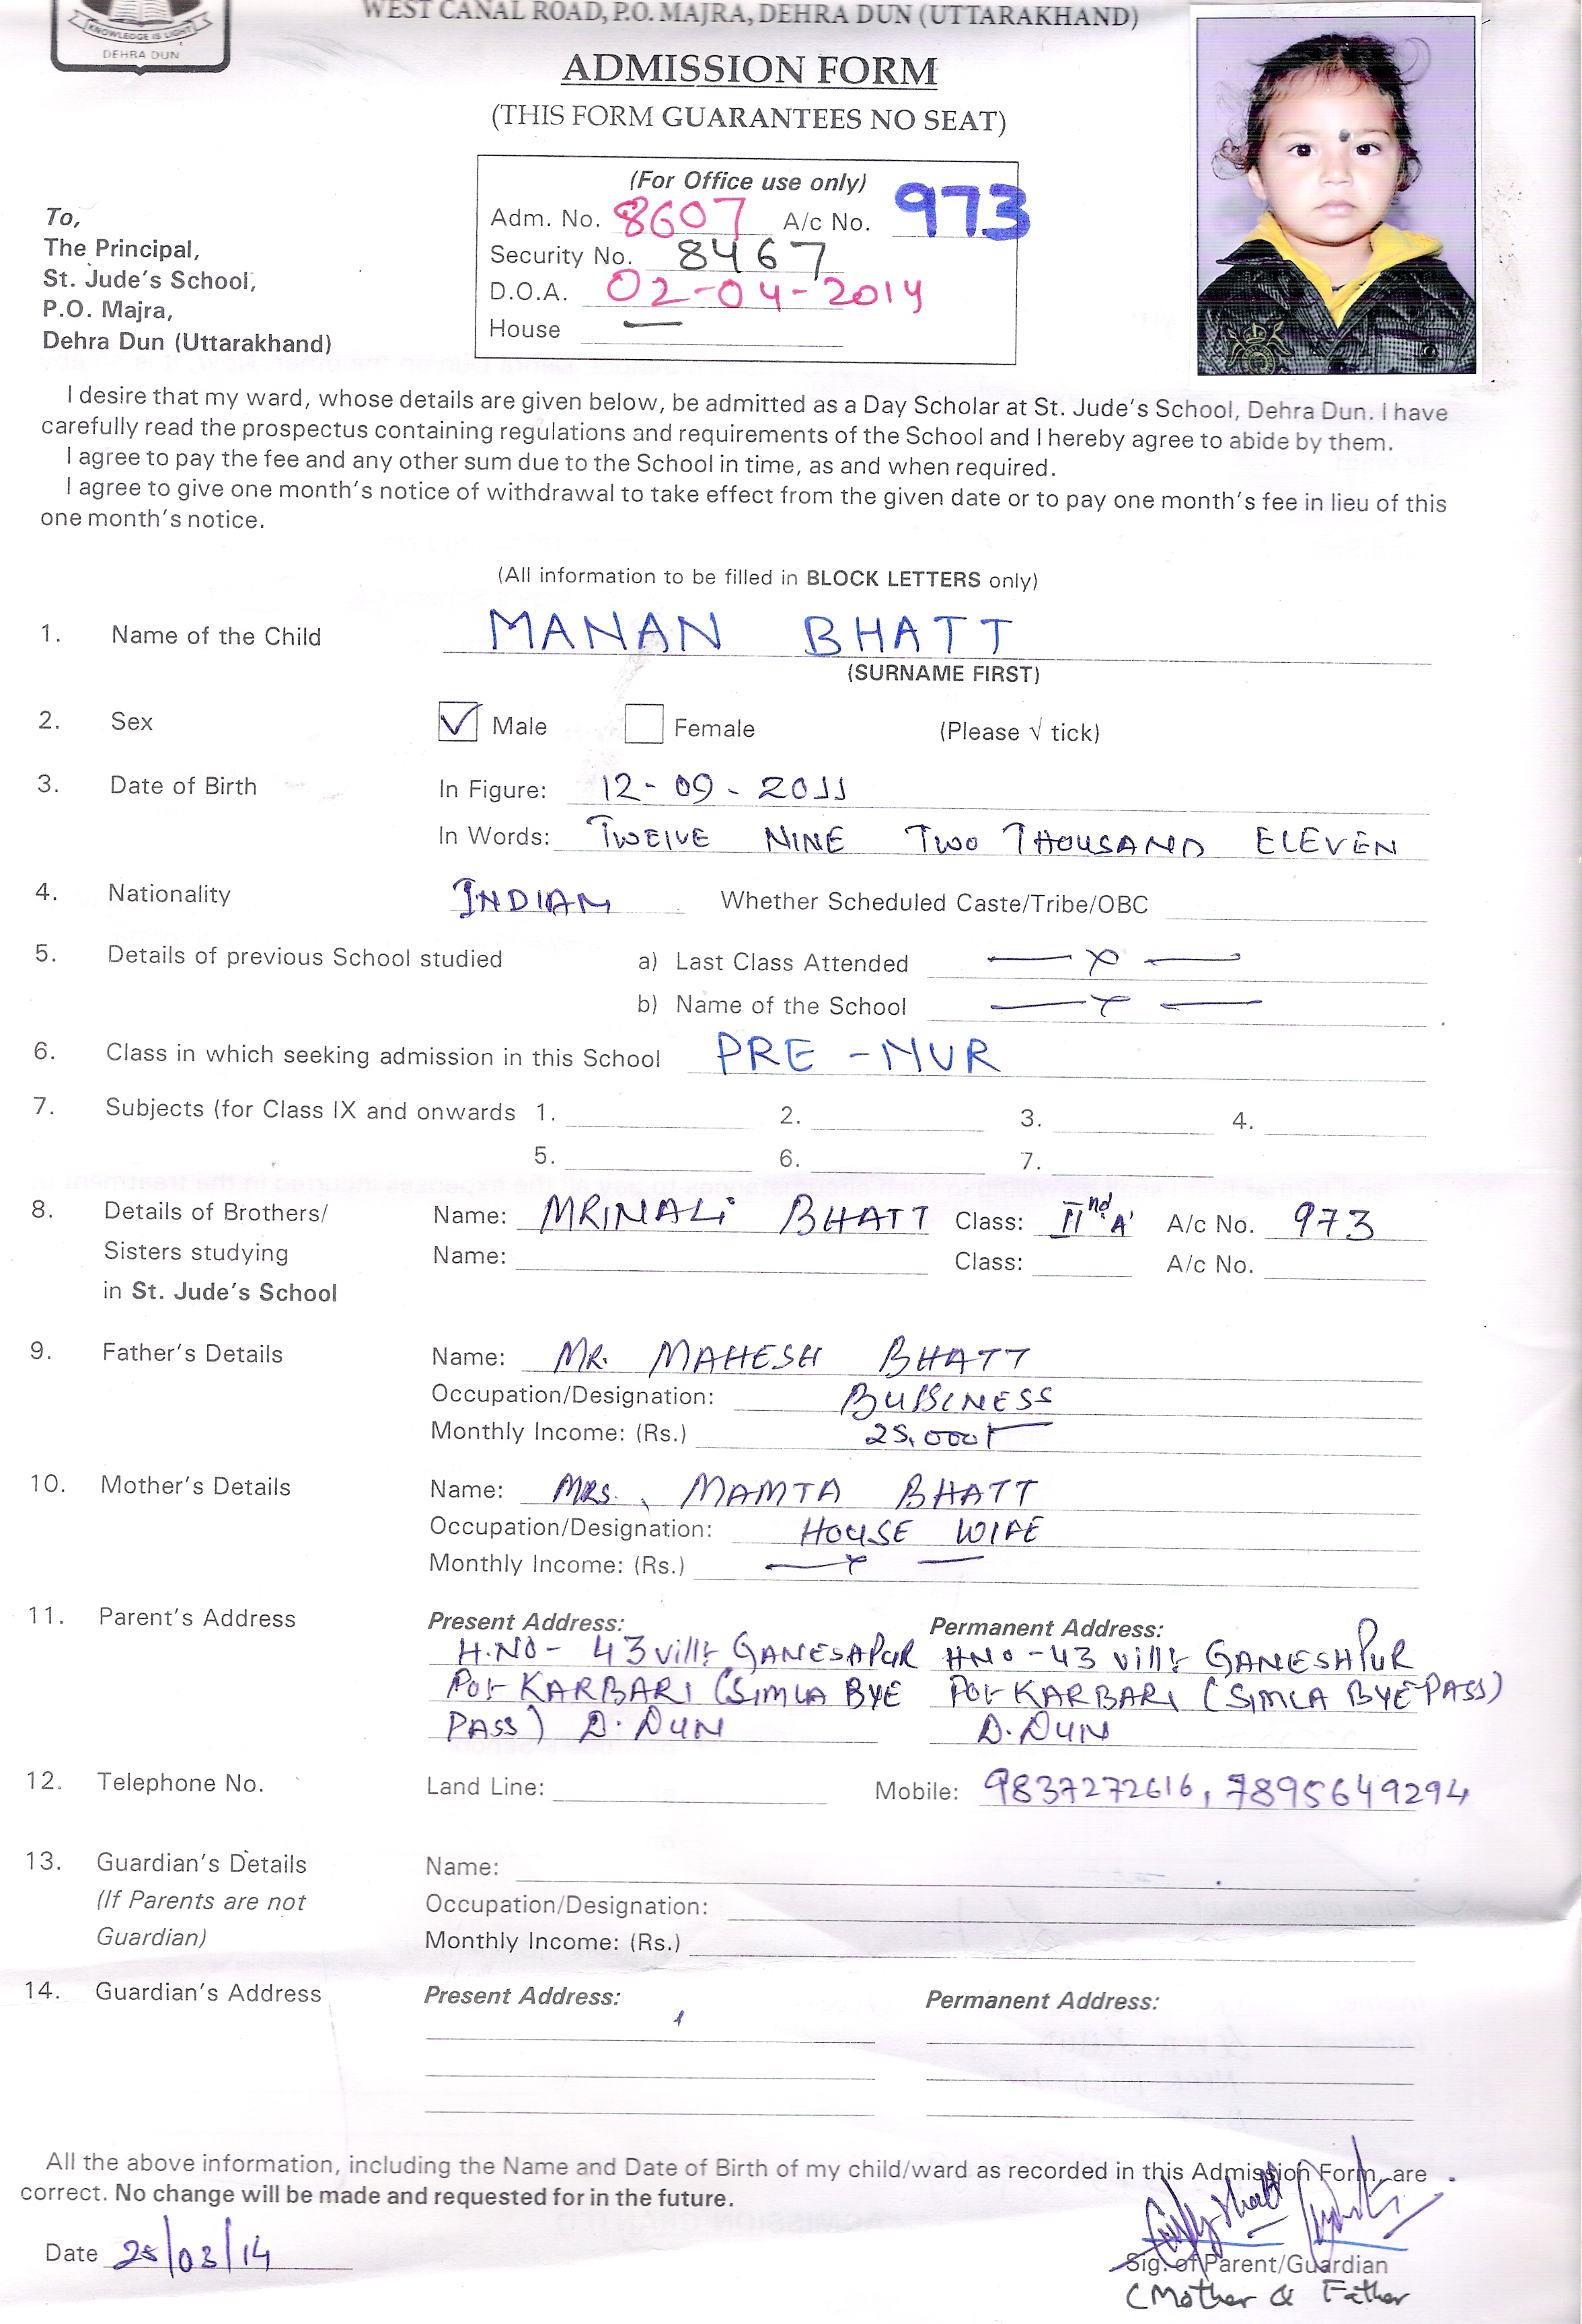 KNOWLEDGE IS LIGHT
DEHRA DUN
WEST CANAL ROAD, P.O. MAJRA, DEHRA DUN (UTTARAKHAND)
ADMISSION FORM
(THIS FORM GUARANTEES NO SEAT)
(For Office use only)
Adm. No. 8607 A/c No. 973
Security No. 8467
D.O.A. 02-04-2014
House —
To,
The Principal,
St. Jude's School,
P.O. Majra,
Dehra Dun (Uttarakhand)
I desire that my ward, whose details are given below, be admitted as a Day Scholar at St. Jude's School, Dehra Dun. I have
carefully read the prospectus containing regulations and requirements of the School and I hereby agree to abide by them.
I agree to pay the fee and any other sum due to the School in time, as and when required.
I agree to give one month's notice of withdrawal to take effect from the given date or to pay one month's fee in lieu of this
one month's notice.
(All information to be filled in BLOCK LETTERS only)
1. Name of the Child MANAN BHATT
(SURNAME FIRST)
2. Sex ✓ Male Female (Please √ tick)
3. Date of Birth In Figure: 12-09-2011
In Words: TWELVE NINE TWO THOUSAND ELEVEN
4. Nationality INDIAN Whether Scheduled Caste/Tribe/OBC
5. Details of previous School studied a) Last Class Attended — x —
b) Name of the School — x —
6. Class in which seeking admission in this School PRE-NUR
7. Subjects (for Class IX and onwards 1. 2. 3. 4.
5. 6. 7.
8. Details of Brothers/ Name: MRINALi BHATT Class: IInd 'A' A/c No. 973
Sisters studying Name: Class: A/c No.
in St. Jude's School
9. Father's Details Name: MR. MAHESH BHATT
Occupation/Designation: BUSSINESS
Monthly Income: (Rs.) 25,000/-
10. Mother's Details Name: MRS. MAMTA BHATT
Occupation/Designation: HOUSE WIFE
Monthly Income: (Rs.) — x —
11. Parent's Address Present Address: Permanent Address:
H.NO- 43 Vill:- GANESHPUR HNO-43 Vill:- GANESHPUR
PO:- KARBARI (SIMLA BYE PO:- KARBARI (SIMLA BYE PASS)
PASS) D.DUN D.DUN
12. Telephone No. Land Line: Mobile: 9837272616, 7895649294
13. Guardian's Details Name:
(If Parents are not Occupation/Designation:
Guardian) Monthly Income: (Rs.)
14. Guardian's Address Present Address: Permanent Address:
All the above information, including the Name and Date of Birth of my child/ward as recorded in this Admission Form, are
correct. No change will be made and requested for in the future.
Date 25/03/14
Sig. of Parent/Guardian
(Mother & Father